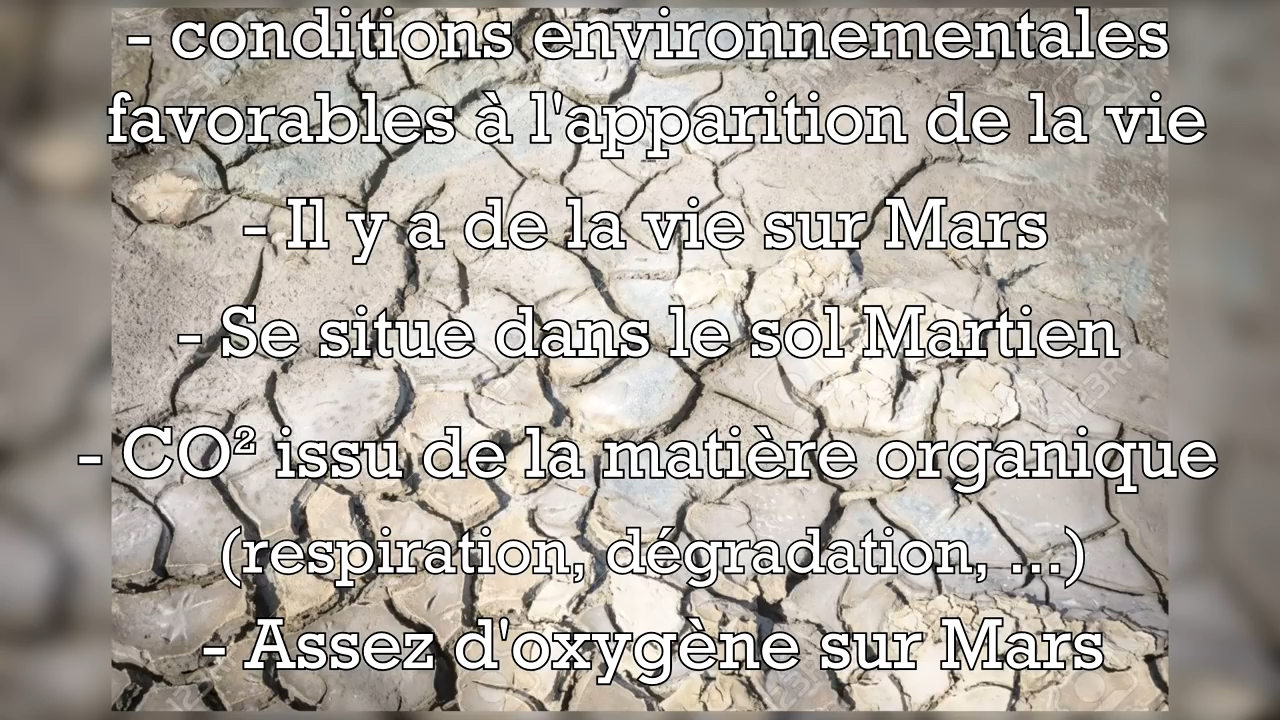 - conditions environnementales
favorables à l'apparition de la vie
- Il y a de la vie sur Mars
- Se situe dans le sol Martien
- CO² issu de la matière organique
(respiration, dégradation, ...)
- Assez d'oxygène sur Mars